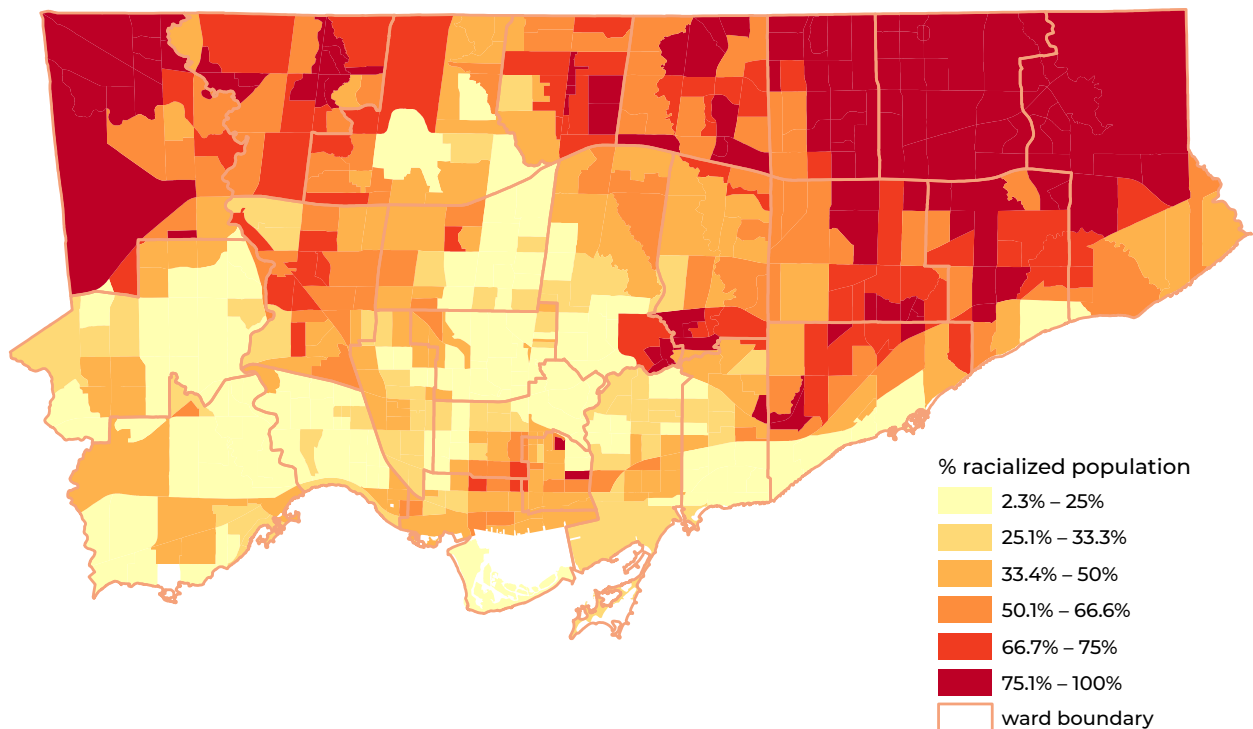 % racialized population
2.3% – 25%
25.1% – 33.3%
33.4% – 50%
50.1% – 66.6%
66.7% – 75%
75.1% – 100%
ward boundary